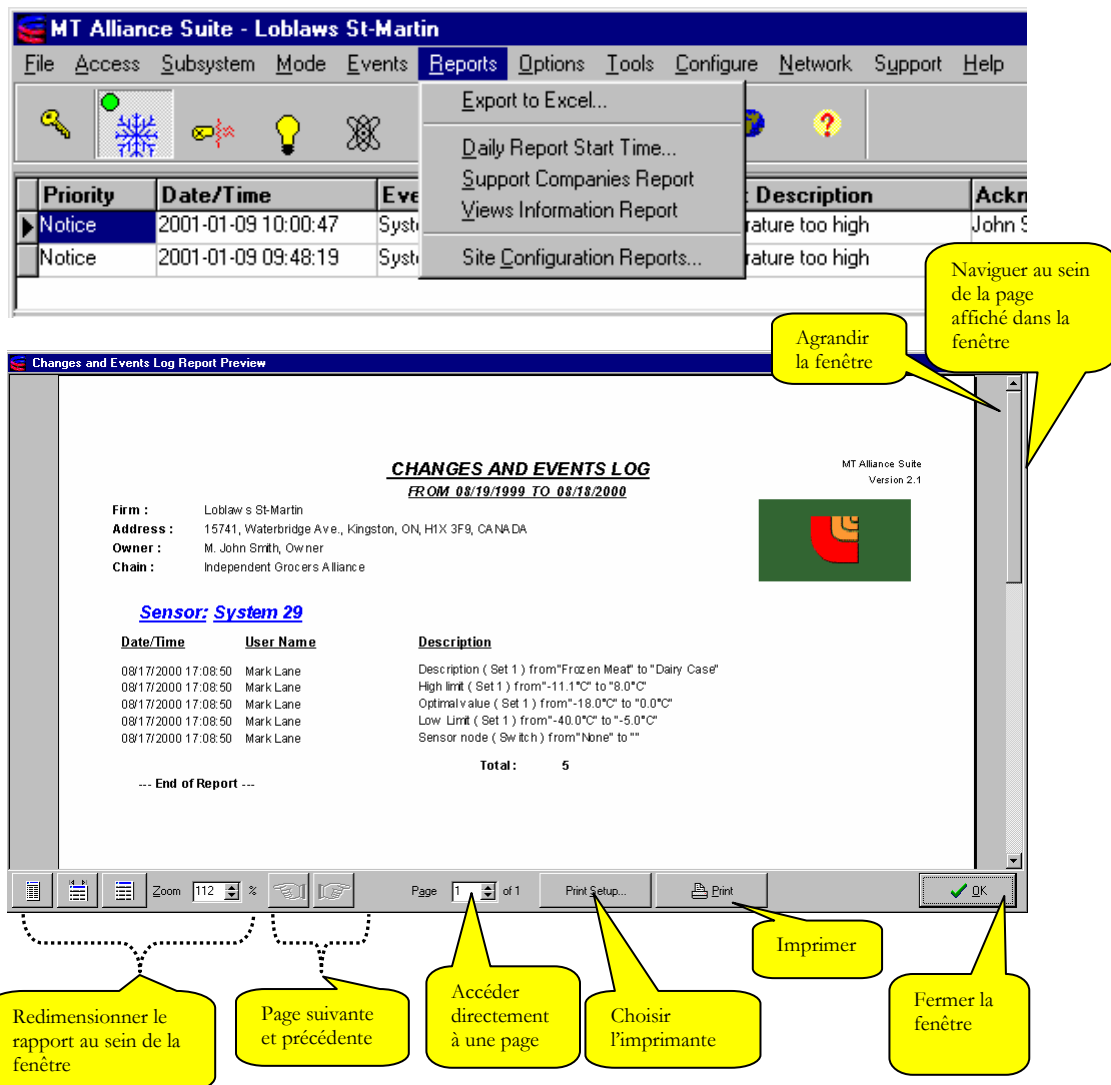 MT Alliance Suite - Loblaws St-Martin
File Access Subsystem Mode Events Reports Options Tools Configure Network Support Help
Export to Excel...
Daily Report Start Time...
Support Companies Report
Views Information Report
Site Configuration Reports...
?
Priority Date/Time Eve Description Ackn
Notice 2001-01-09 10:00:47 Syst rature too high John S
Notice 2001-01-09 09:48:19 Syst rature too high
Naviguer au sein
de la page
affiché dans la
fenêtre
Agrandir
la fenêtre
Changes and Events Log Report Preview
CHANGES AND EVENTS LOG
FROM 08/19/1999 TO 08/18/2000
MT Alliance Suite
Version 2.1
Firm : Loblaws St-Martin
Address : 15741, Waterbridge Ave., Kingston, ON, H1X 3F9, CANADA
Owner : M. John Smith, Owner
Chain : Independent Grocers Alliance
Sensor: System 29
Date/Time User Name Description
08/17/2000 17:08:50 Mark Lane Description ( Set 1 ) from"Frozen Meat" to "Dairy Case"
08/17/2000 17:08:50 Mark Lane High limit ( Set 1 ) from"-11.1°C" to "8.0°C"
08/17/2000 17:08:50 Mark Lane Optimal value ( Set 1 ) from"-18.0°C" to "0.0°C"
08/17/2000 17:08:50 Mark Lane Low Limit ( Set 1 ) from"-40.0°C" to "-5.0°C"
08/17/2000 17:08:50 Mark Lane Sensor node ( Switch ) from"None" to ""
Total : 5
--- End of Report ---
Zoom 112 % Page 1 of 1 Print Setup... Print OK
Imprimer
Redimensionner le
rapport au sein de la
fenêtre
Page suivante
et précédente
Accéder
directement
à une page
Choisir
l'imprimante
Fermer la
fenêtre